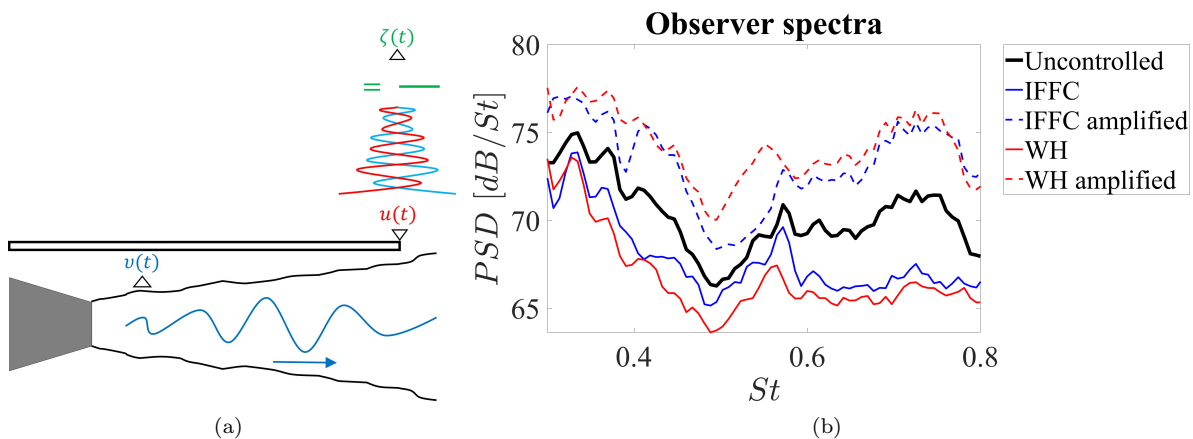 ζ(t)
=
u(t)
v(t)
(a)
Observer spectra
PSD [dB/St]
80
75
70
65
0.4
0.6
0.8
St
Uncontrolled
IFFC
IFFC amplified
WH
WH amplified
(b)